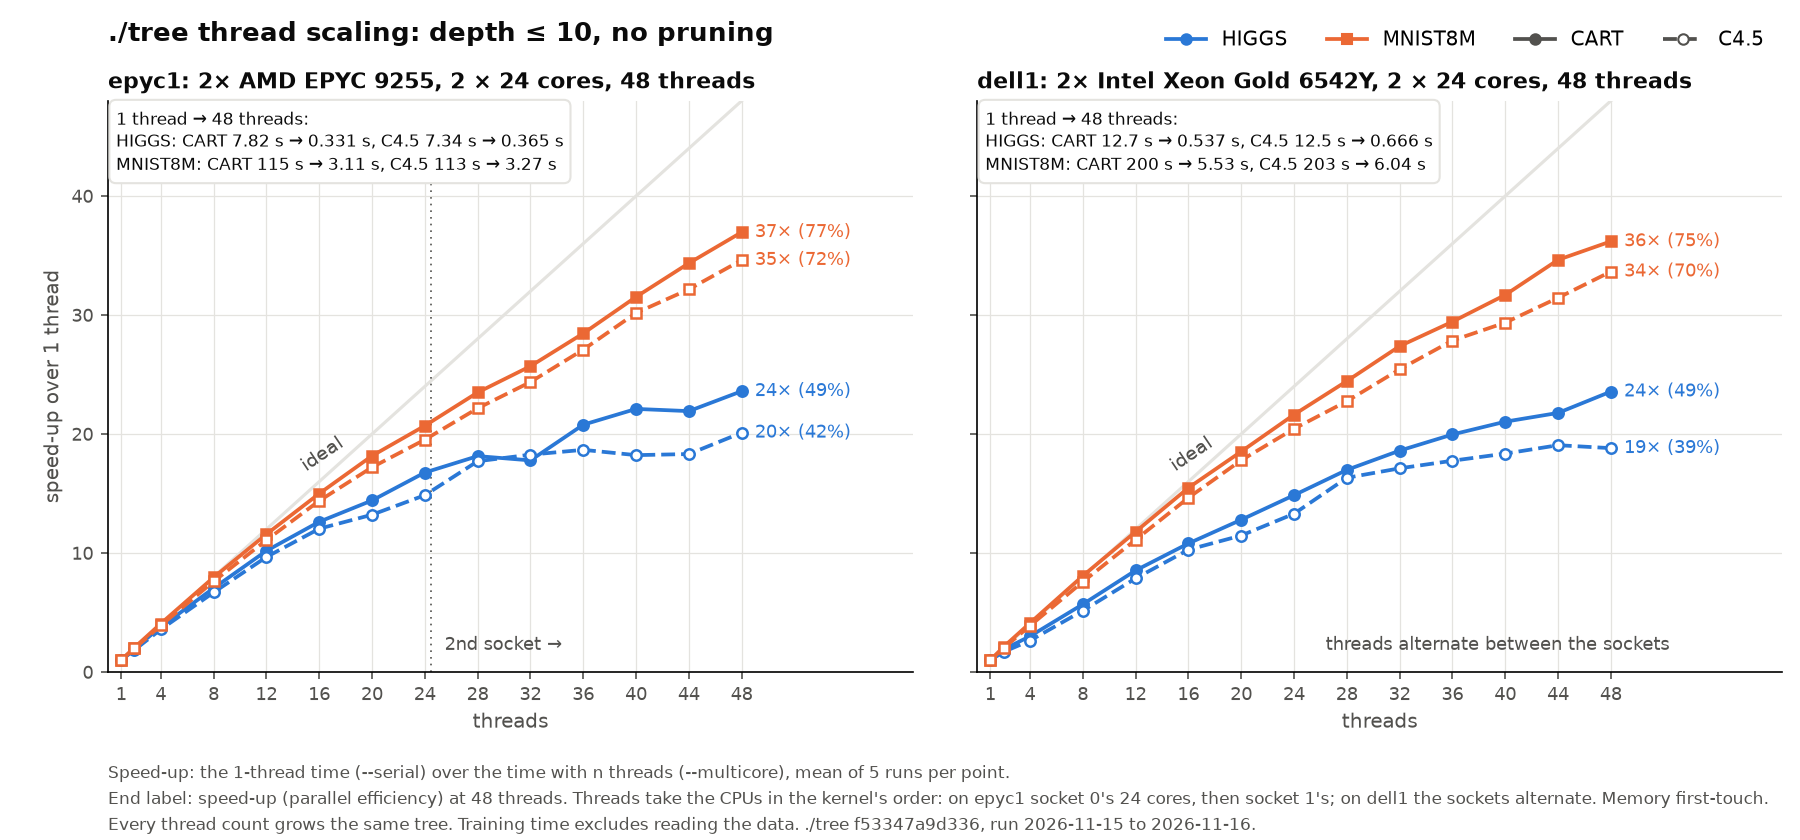 ./tree thread scaling: depth ≤ 10, no pruning
HIGGS MNIST8M CART C4.5
epyc1: 2× AMD EPYC 9255, 2 × 24 cores, 48 threads
1 thread → 48 threads:
HIGGS: CART 7.82 s → 0.331 s, C4.5 7.34 s → 0.365 s
MNIST8M: CART 115 s → 3.11 s, C4.5 113 s → 3.27 s
speed-up over 1 thread
40
30
20
10
0
ideal
37× (77%)
35× (72%)
24× (49%)
20× (42%)
2nd socket →
1 4 8 12 16 20 24 28 32 36 40 44 48
threads
dell1: 2× Intel Xeon Gold 6542Y, 2 × 24 cores, 48 threads
1 thread → 48 threads:
HIGGS: CART 12.7 s → 0.537 s, C4.5 12.5 s → 0.666 s
MNIST8M: CART 200 s → 5.53 s, C4.5 203 s → 6.04 s
ideal
36× (75%)
34× (70%)
24× (49%)
19× (39%)
threads alternate between the sockets
1 4 8 12 16 20 24 28 32 36 40 44 48
threads
Speed-up: the 1-thread time (--serial) over the time with n threads (--multicore), mean of 5 runs per point.
End label: speed-up (parallel efficiency) at 48 threads. Threads take the CPUs in the kernel's order: on epyc1 socket 0's 24 cores, then socket 1's; on dell1 the sockets alternate. Memory first-touch.
Every thread count grows the same tree. Training time excludes reading the data. ./tree f53347a9d336, run 2026-11-15 to 2026-11-16.